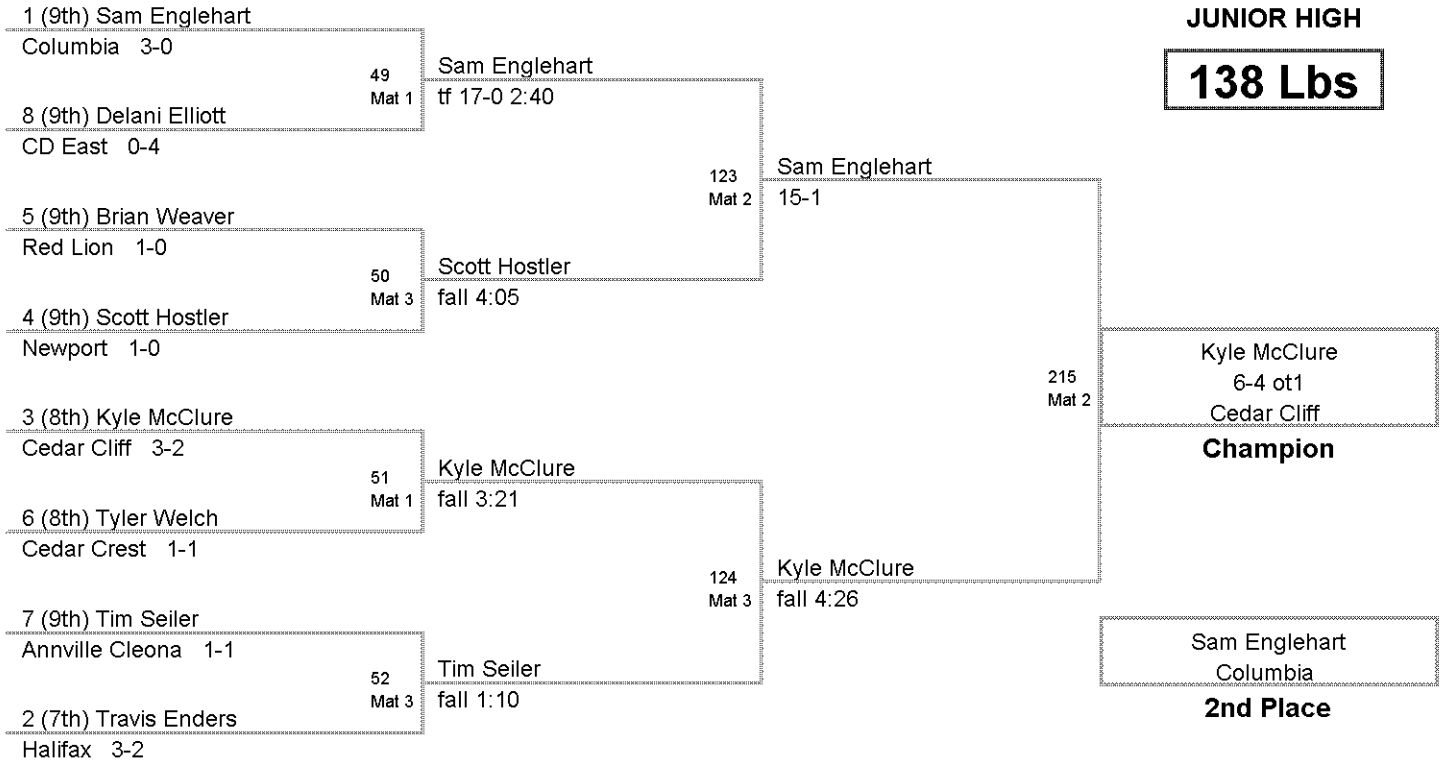 1 (9th) Sam Englehart
Columbia 3-0
49
Mat 1
Sam Englehart
tf 17-0 2:40
8 (9th) Delani Elliott
CD East 0-4
123
Mat 2
Sam Englehart
15-1
5 (9th) Brian Weaver
Red Lion 1-0
50
Mat 3
Scott Hostler
fall 4:05
4 (9th) Scott Hostler
Newport 1-0
215
Mat 2
3 (8th) Kyle McClure
Cedar Cliff 3-2
51
Mat 1
Kyle McClure
fall 3:21
6 (8th) Tyler Welch
Cedar Crest 1-1
124
Mat 3
Kyle McClure
fall 4:26
7 (9th) Tim Seiler
Annville Cleona 1-1
52
Mat 3
Tim Seiler
fall 1:10
2 (7th) Travis Enders
Halifax 3-2
JUNIOR HIGH
138 Lbs
Kyle McClure
6-4 ot1
Cedar Cliff
Champion
Sam Englehart
Columbia
2nd Place